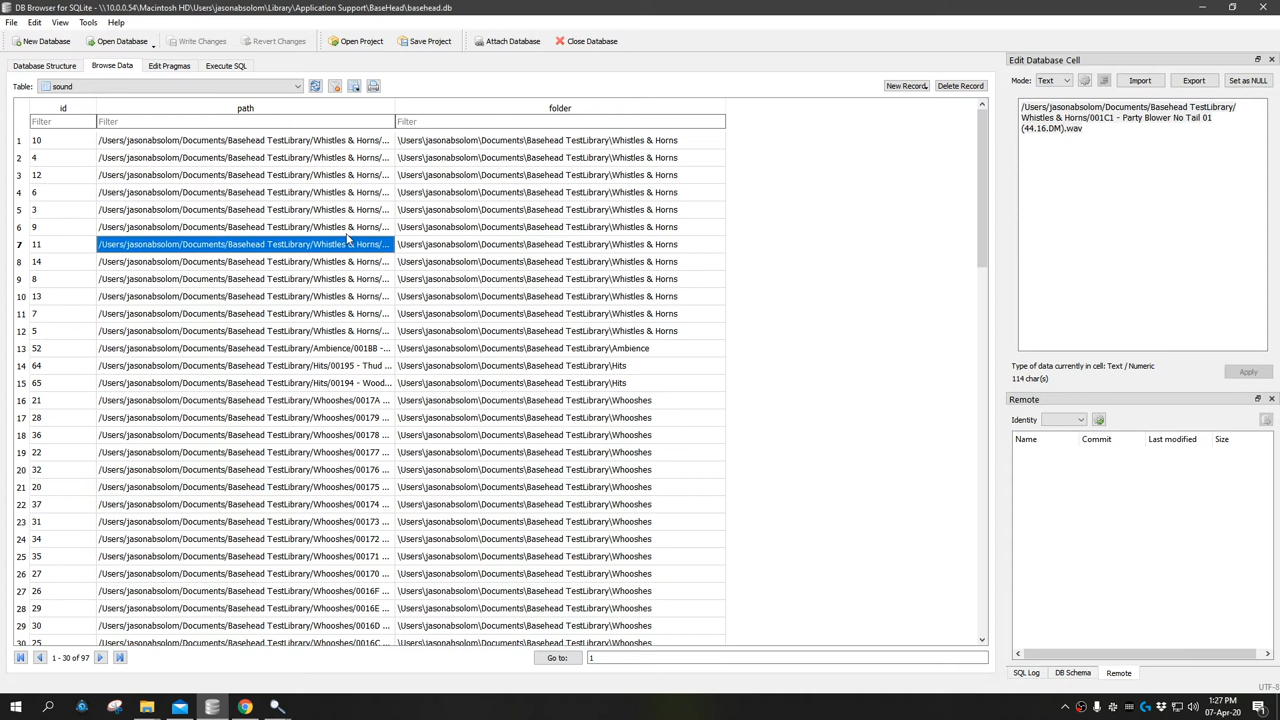 DB Browser for SQLite - \\10.0.0.54\Macintosh HD\Users\jasonabsolom\Library\Application Support\BaseHead\basehead.db
File Edit View Tools Help
New Database Open Database Write Changes Revert Changes Open Project Save Project Attach Database Close Database
Database Structure Browse Data Edit Pragmas Execute SQL
Table: sound New Record Delete Record
id path folder
Filter Filter Filter
1 10 /Users/jasonabsolom/Documents/Basehead TestLibrary/Whistles & Horns/... \Users\jasonabsolom\Documents\Basehead TestLibrary\Whistles & Horns
2 4 /Users/jasonabsolom/Documents/Basehead TestLibrary/Whistles & Horns/... \Users\jasonabsolom\Documents\Basehead TestLibrary\Whistles & Horns
3 12 /Users/jasonabsolom/Documents/Basehead TestLibrary/Whistles & Horns/... \Users\jasonabsolom\Documents\Basehead TestLibrary\Whistles & Horns
4 6 /Users/jasonabsolom/Documents/Basehead TestLibrary/Whistles & Horns/... \Users\jasonabsolom\Documents\Basehead TestLibrary\Whistles & Horns
5 3 /Users/jasonabsolom/Documents/Basehead TestLibrary/Whistles & Horns/... \Users\jasonabsolom\Documents\Basehead TestLibrary\Whistles & Horns
6 9 /Users/jasonabsolom/Documents/Basehead TestLibrary/Whistles & Horns/... \Users\jasonabsolom\Documents\Basehead TestLibrary\Whistles & Horns
7 11 /Users/jasonabsolom/Documents/Basehead TestLibrary/Whistles & Horns/... \Users\jasonabsolom\Documents\Basehead TestLibrary\Whistles & Horns
8 14 /Users/jasonabsolom/Documents/Basehead TestLibrary/Whistles & Horns/... \Users\jasonabsolom\Documents\Basehead TestLibrary\Whistles & Horns
9 8 /Users/jasonabsolom/Documents/Basehead TestLibrary/Whistles & Horns/... \Users\jasonabsolom\Documents\Basehead TestLibrary\Whistles & Horns
10 13 /Users/jasonabsolom/Documents/Basehead TestLibrary/Whistles & Horns/... \Users\jasonabsolom\Documents\Basehead TestLibrary\Whistles & Horns
11 7 /Users/jasonabsolom/Documents/Basehead TestLibrary/Whistles & Horns/... \Users\jasonabsolom\Documents\Basehead TestLibrary\Whistles & Horns
12 5 /Users/jasonabsolom/Documents/Basehead TestLibrary/Whistles & Horns/... \Users\jasonabsolom\Documents\Basehead TestLibrary\Whistles & Horns
13 52 /Users/jasonabsolom/Documents/Basehead TestLibrary/Ambience/001BB -... \Users\jasonabsolom\Documents\Basehead TestLibrary\Ambience
14 64 /Users/jasonabsolom/Documents/Basehead TestLibrary/Hits/00195 - Thud ... \Users\jasonabsolom\Documents\Basehead TestLibrary\Hits
15 65 /Users/jasonabsolom/Documents/Basehead TestLibrary/Hits/00194 - Wood... \Users\jasonabsolom\Documents\Basehead TestLibrary\Hits
16 21 /Users/jasonabsolom/Documents/Basehead TestLibrary/Whooshes/0017A ... \Users\jasonabsolom\Documents\Basehead TestLibrary\Whooshes
17 28 /Users/jasonabsolom/Documents/Basehead TestLibrary/Whooshes/00179 ... \Users\jasonabsolom\Documents\Basehead TestLibrary\Whooshes
18 36 /Users/jasonabsolom/Documents/Basehead TestLibrary/Whooshes/00178 ... \Users\jasonabsolom\Documents\Basehead TestLibrary\Whooshes
19 22 /Users/jasonabsolom/Documents/Basehead TestLibrary/Whooshes/00177 ... \Users\jasonabsolom\Documents\Basehead TestLibrary\Whooshes
20 32 /Users/jasonabsolom/Documents/Basehead TestLibrary/Whooshes/00176 ... \Users\jasonabsolom\Documents\Basehead TestLibrary\Whooshes
21 20 /Users/jasonabsolom/Documents/Basehead TestLibrary/Whooshes/00175 ... \Users\jasonabsolom\Documents\Basehead TestLibrary\Whooshes
22 37 /Users/jasonabsolom/Documents/Basehead TestLibrary/Whooshes/00174 ... \Users\jasonabsolom\Documents\Basehead TestLibrary\Whooshes
23 31 /Users/jasonabsolom/Documents/Basehead TestLibrary/Whooshes/00173 ... \Users\jasonabsolom\Documents\Basehead TestLibrary\Whooshes
24 34 /Users/jasonabsolom/Documents/Basehead TestLibrary/Whooshes/00172 ... \Users\jasonabsolom\Documents\Basehead TestLibrary\Whooshes
25 35 /Users/jasonabsolom/Documents/Basehead TestLibrary/Whooshes/00171 ... \Users\jasonabsolom\Documents\Basehead TestLibrary\Whooshes
26 27 /Users/jasonabsolom/Documents/Basehead TestLibrary/Whooshes/00170 ... \Users\jasonabsolom\Documents\Basehead TestLibrary\Whooshes
27 26 /Users/jasonabsolom/Documents/Basehead TestLibrary/Whooshes/0016F ... \Users\jasonabsolom\Documents\Basehead TestLibrary\Whooshes
28 29 /Users/jasonabsolom/Documents/Basehead TestLibrary/Whooshes/0016E ... \Users\jasonabsolom\Documents\Basehead TestLibrary\Whooshes
29 30 /Users/jasonabsolom/Documents/Basehead TestLibrary/Whooshes/0016D ... \Users\jasonabsolom\Documents\Basehead TestLibrary\Whooshes
30 25 /Users/jasonabsolom/Documents/Basehead TestLibrary/Whooshes/0016C ... \Users\jasonabsolom\Documents\Basehead TestLibrary\Whooshes
1 - 30 of 97 Go to: 1
Edit Database Cell
Mode: Text Import Export Set as NULL
/Users/jasonabsolom/Documents/Basehead TestLibrary/
Whistles & Horns/001C1 - Party Blower No Tail 01
(44.16.DM).wav
Type of data currently in cell: Text / Numeric
114 char(s) Apply
Remote
Identity
Name Commit Last modified Size
SQL Log DB Schema Remote
UTF-8
1:27 PM
07-Apr-20